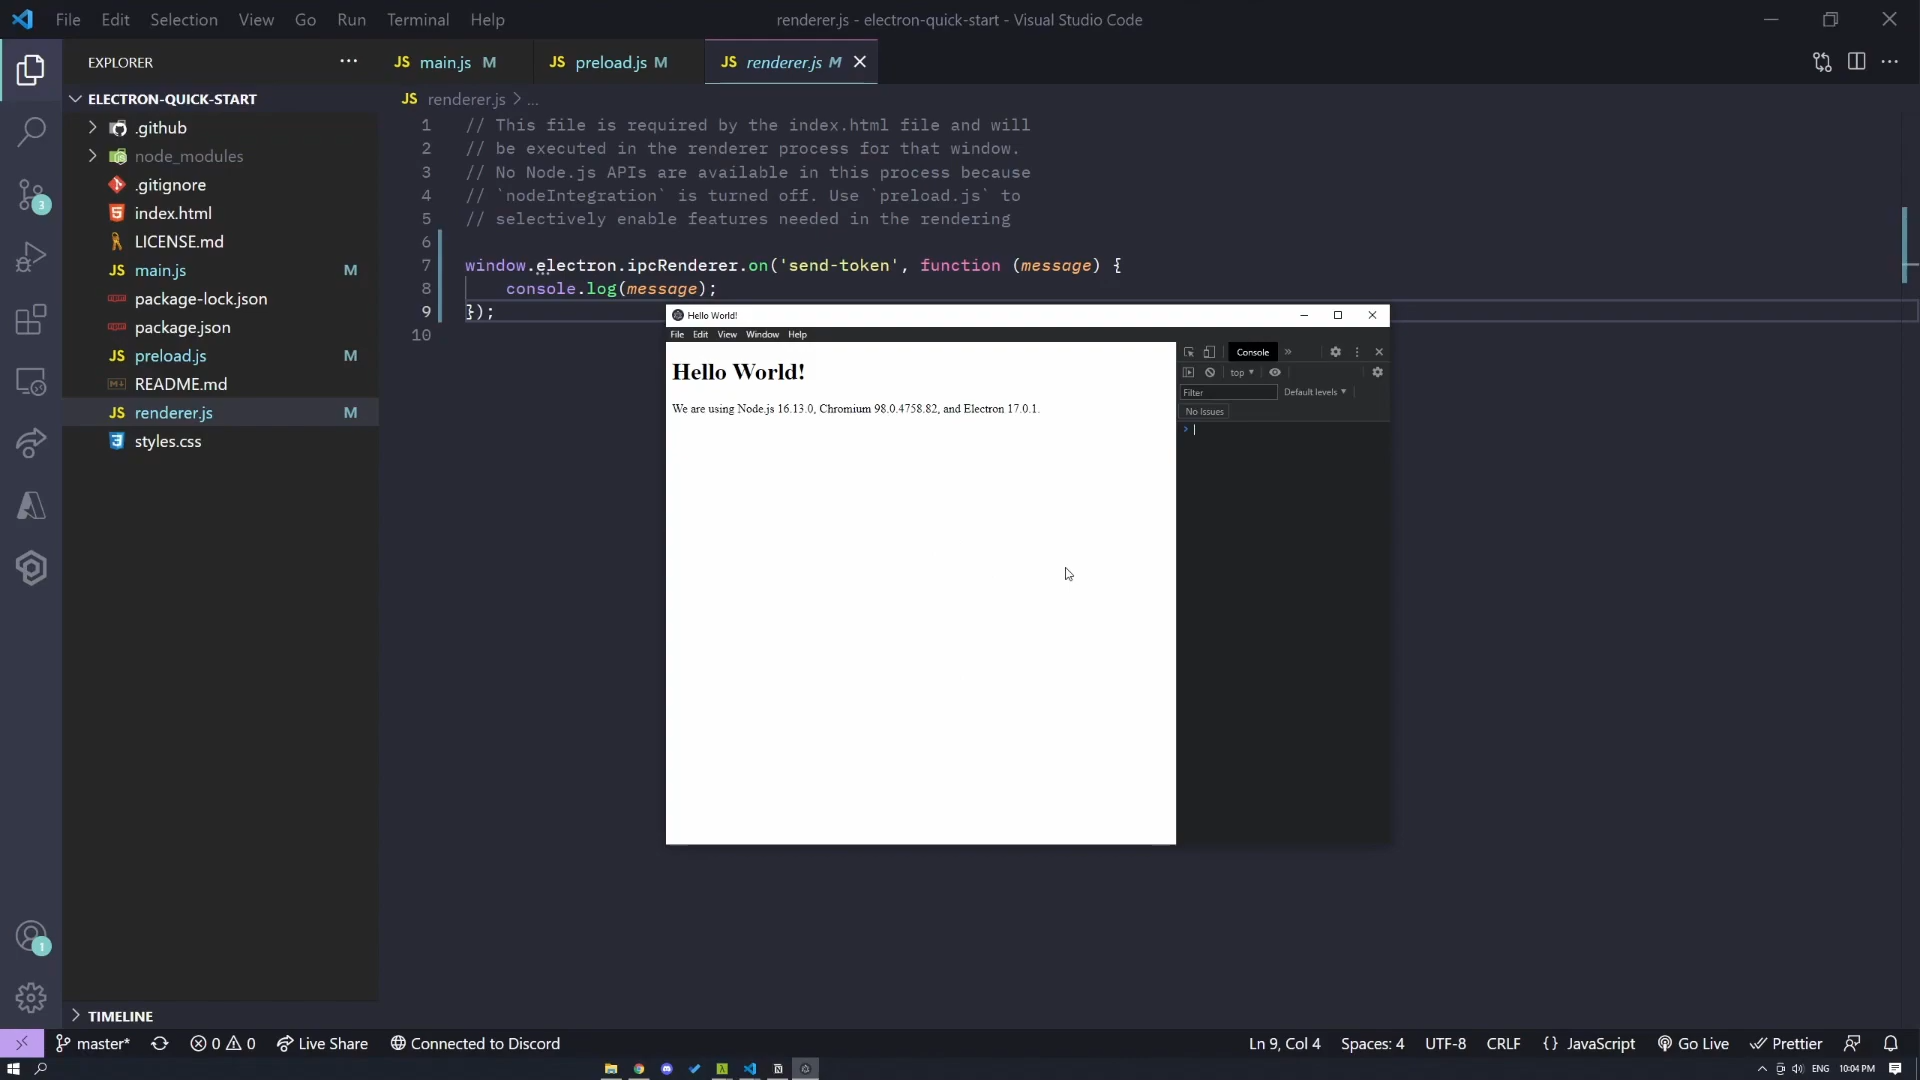 File Edit Selection View Go Run Terminal Help
renderer.js - electron-quick-start - Visual Studio Code
EXPLORER
JS main.js M
JS preload.js M
JS renderer.js M
ELECTRON-QUICK-START
.github
node_modules
.gitignore
index.html
LICENSE.md
JS main.js M
package-lock.json
package.json
JS preload.js M
README.md
JS renderer.js M
styles.css
TIMELINE
3
1
JS renderer.js > ...
1 // This file is required by the index.html file and will
2 // be executed in the renderer process for that window.
3 // No Node.js APIs are available in this process because
4 // `nodeIntegration` is turned off. Use `preload.js` to
5 // selectively enable features needed in the rendering
6
7 window.electron.ipcRenderer.on('send-token', function (message) {
8 console.log(message);
9 });
10
Hello World!
File Edit View Window Help
Hello World!
We are using Node.js 16.13.0, Chromium 98.0.4758.82, and Electron 17.0.1.
Console
top
Filter
Default levels
No Issues
master*
0 0
Live Share
Connected to Discord
Ln 9, Col 4
Spaces: 4
UTF-8
CRLF
{} JavaScript
Go Live
Prettier
ENG
10:04 PM